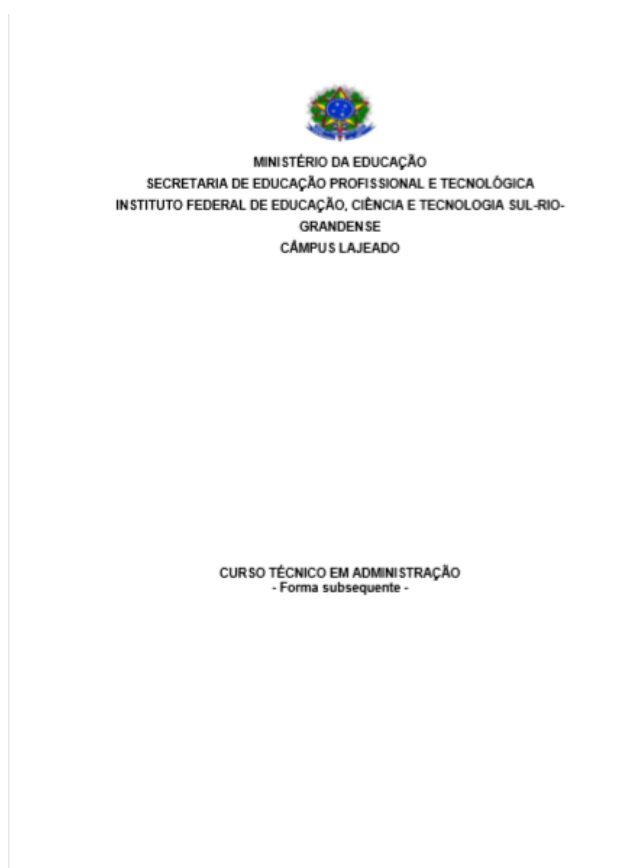 MINISTÉRIO DA EDUCAÇÃO
SECRETARIA DE EDUCAÇÃO PROFISSIONAL E TECNOLÓGICA
INSTITUTO FEDERAL DE EDUCAÇÃO, CIÊNCIA E TECNOLOGIA SUL-RIO-
GRANDENSE
CÂMPUS LAJEADO
CURSO TÉCNICO EM ADMINISTRAÇÃO
- Forma subsequente -